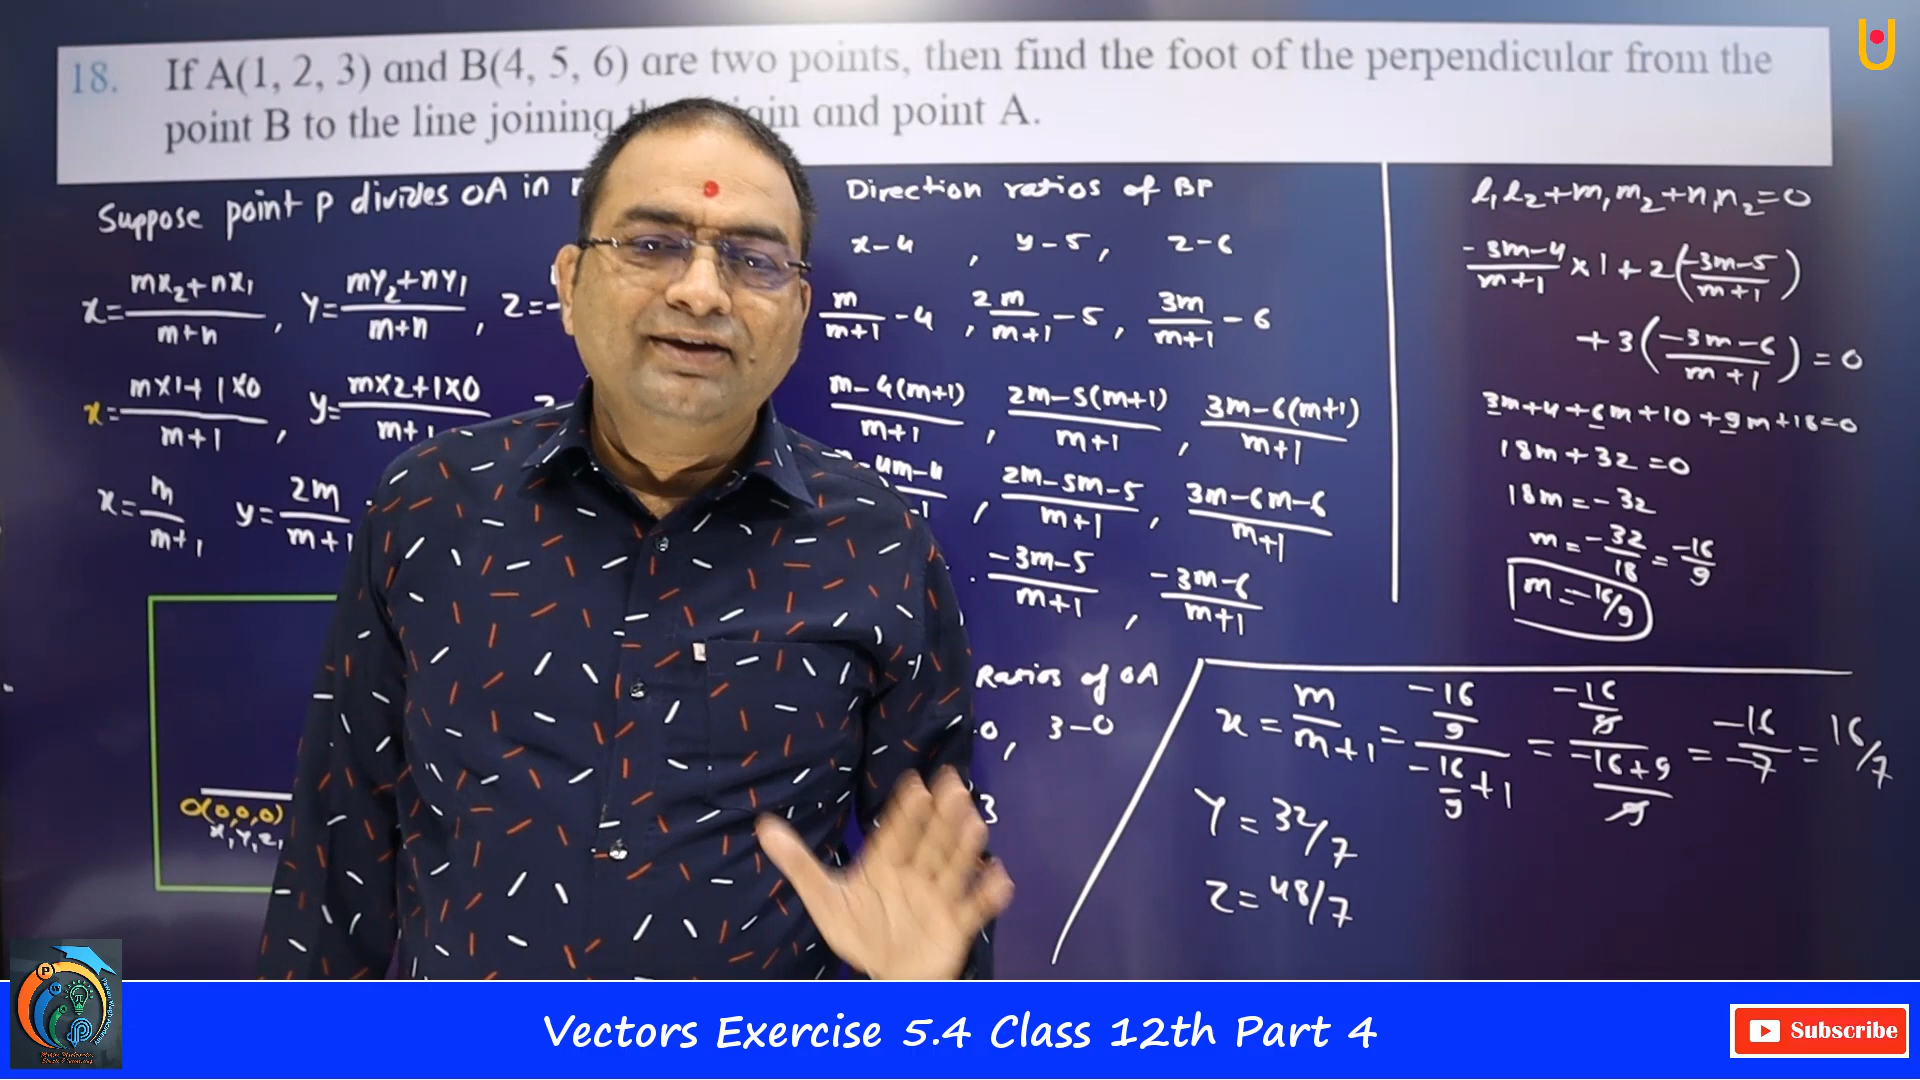 18. If A(1, 2, 3) and B(4, 5, 6) are two points, then find the foot of the perpendicular from the
point B to the line joining and point A.
Suppose point P divides OA in
x = (mx₂+nx₁)/(m+n), y = (my₂+ny₁)/(m+n), z =
x = (m×1+1×0)/(m+1), y = (m×2+1×0)/(m+1)
x = m/(m+1) y = 2m/(m+1)
O(0,0,0)
x₁ y₁ z₁
Direction ratios of BP
x-4, y-5, z-6
m/(m+1) - 4, 2m/(m+1) - 5, 3m/(m+1) - 6
(m-4(m+1))/(m+1), (2m-5(m+1))/(m+1), (3m-6(m+1))/(m+1)
-4m-4, (2m-5m-5)/(m+1), (3m-6m-6)/(m+1)
(-3m-5)/(m+1), (-3m-6)/(m+1)
Ratios of OA
-0, 3-0
3
l₁l₂+m₁m₂+n₁n₂=0
(-3m-4)/(m+1) × 1 + 2((-3m-5)/(m+1))
+ 3((-3m-6)/(m+1)) = 0
3m+4+6m+10+9m+18=0
18m+32=0
18m=-32
m = -32/18 = -16/9
m = -16/9
x = m/(m+1) = (-16/9)/(-16/9+1) = (-16/9)/((-16+9)/9) = -16/-7 = 16/7
Y = 32/7
Z = 48/7
Vectors Exercise 5.4 Class 12th Part 4
Subscribe